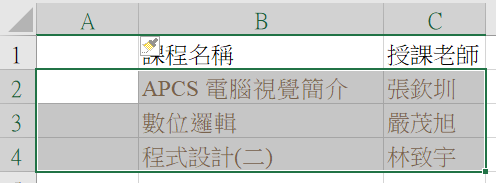 A B C
1 課程名稱 授課老師
2 APCS 電腦視覺簡介 張欽圳
3 數位邏輯 嚴茂旭
4 程式設計(二) 林致宇